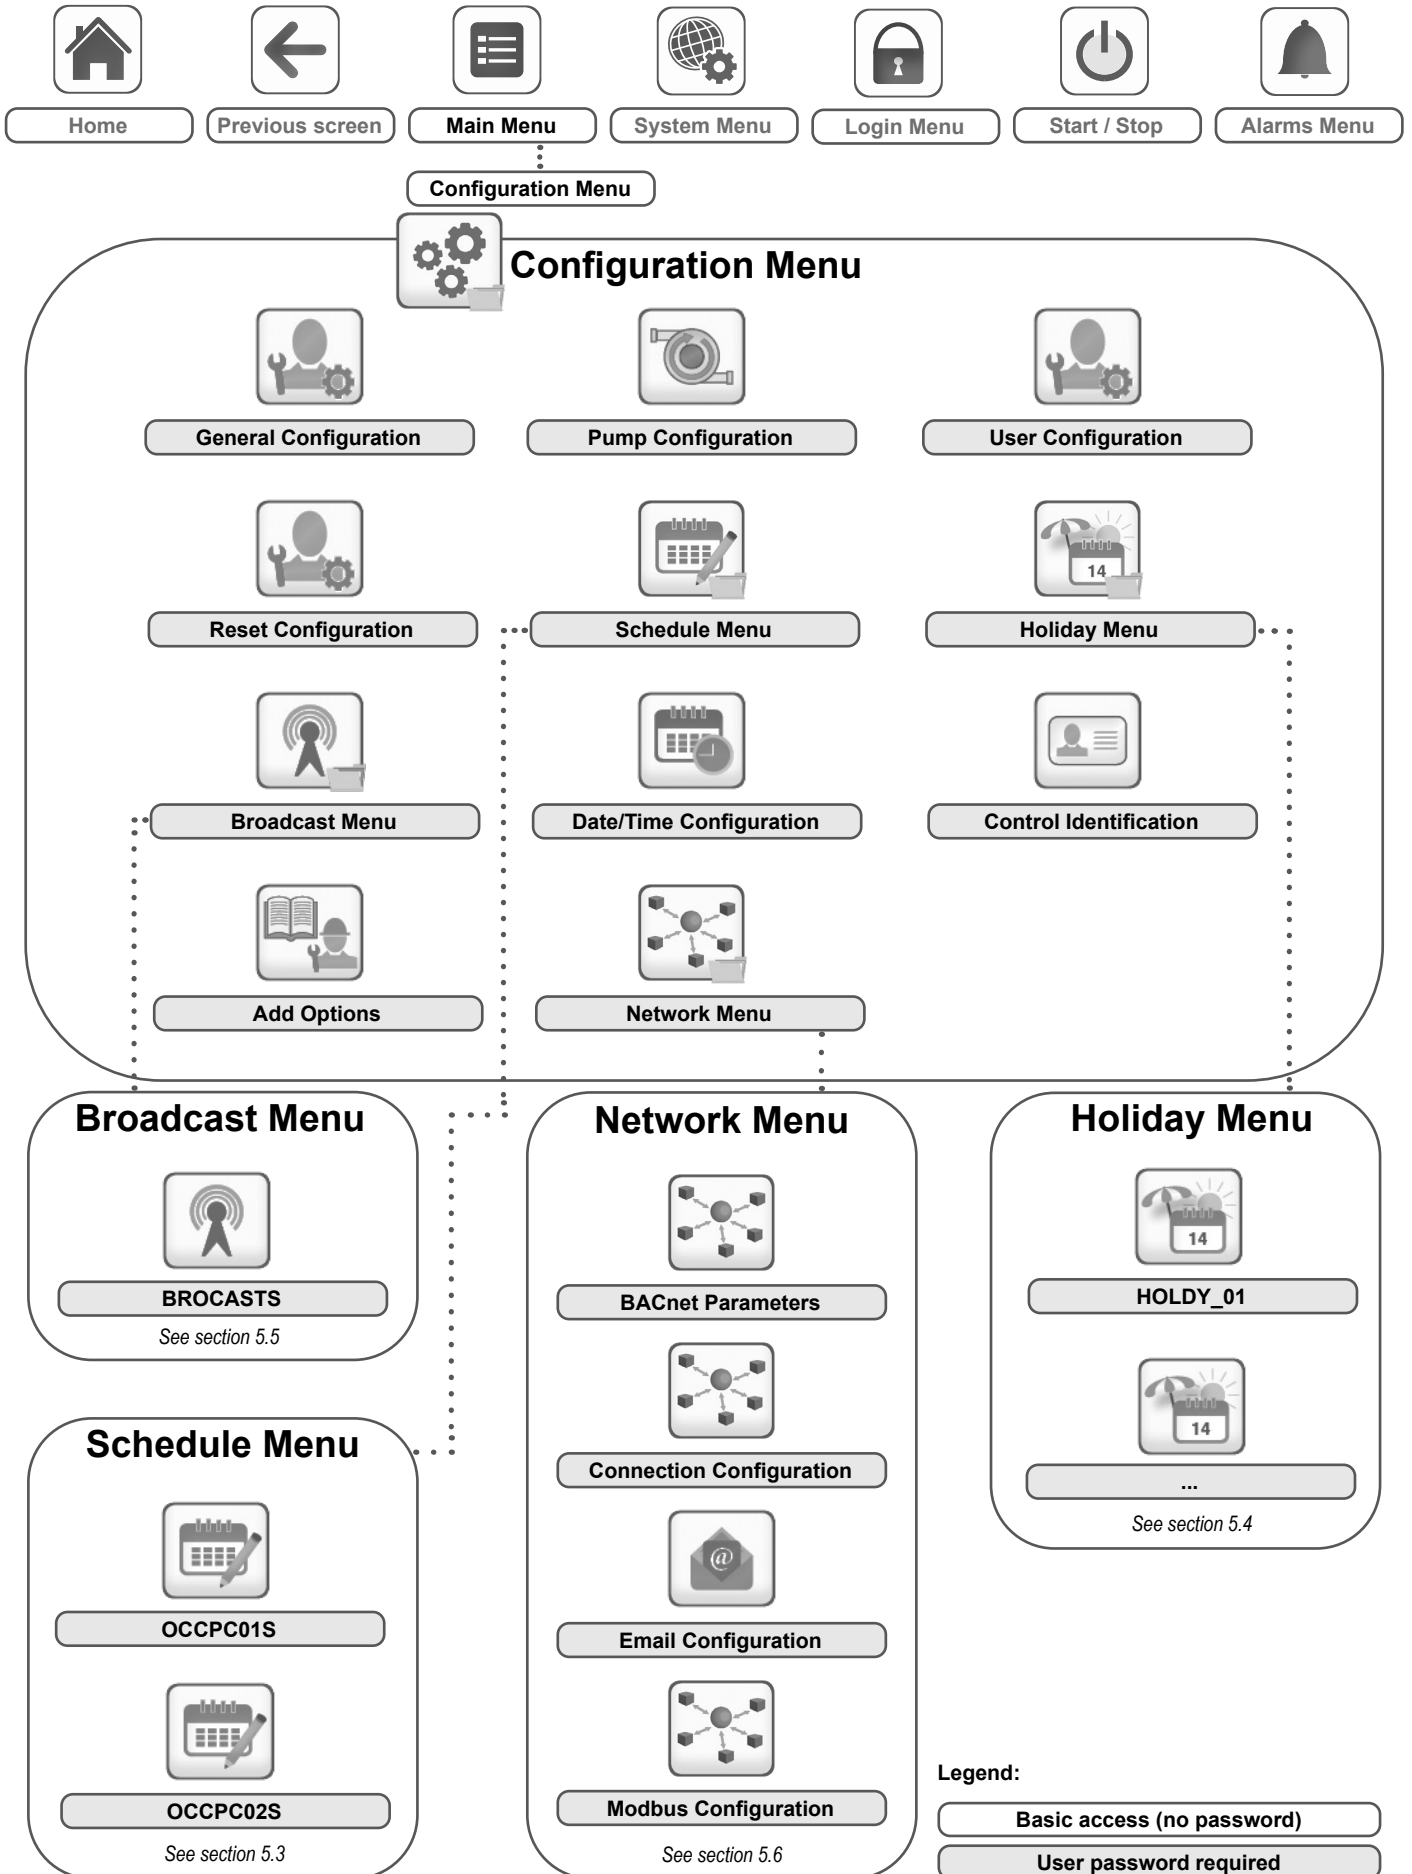 Home
Previous screen
Main Menu
System Menu
Login Menu
Start / Stop
Alarms Menu
Configuration Menu
Configuration Menu
General Configuration
Pump Configuration
User Configuration
14
Reset Configuration
Schedule Menu
Holiday Menu
Broadcast Menu
Date/Time Configuration
Control Identification
Add Options
Network Menu
Broadcast Menu
BROCASTS
See section 5.5
Schedule Menu
OCCPC01S
OCCPC02S
See section 5.3
Network Menu
BACnet Parameters
Connection Configuration
@
Email Configuration
Modbus Configuration
See section 5.6
Holiday Menu
14
HOLDY_01
14
...
See section 5.4
Legend:
Basic access (no password)
User password required